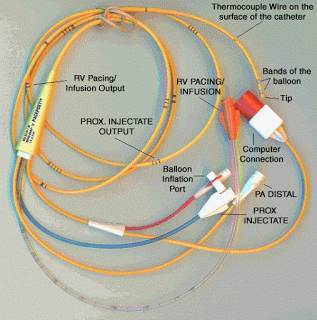 Thermocouple Wire on the
surface of the catheter
RV Pacing/
Infusion Output
RV PACING/
INFUSION
Bands of the
balloon
Tip
PROX. INJECTATE
OUTPUT
Computer
Connection
Balloon
Inflation
Port
PA DISTAL
PROX
INJECTATE